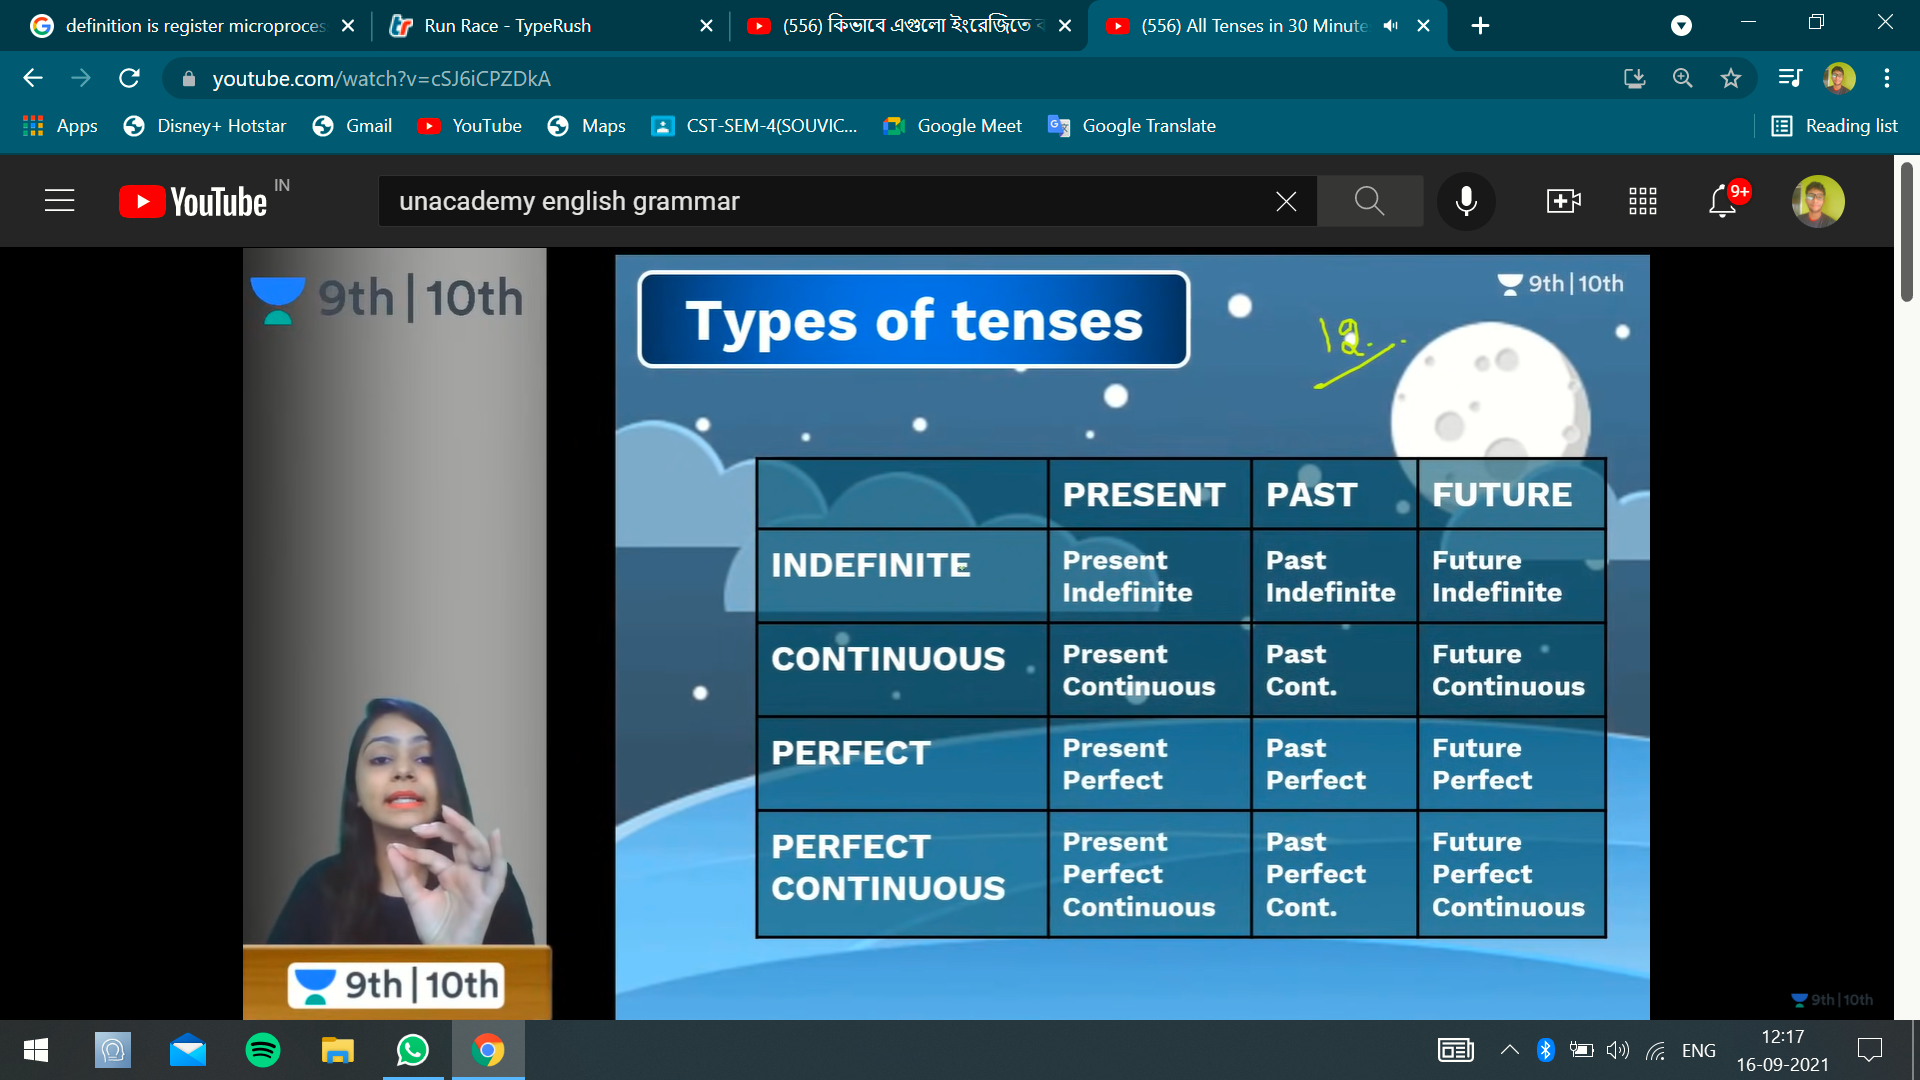 definition is register microproces
Run Race - TypeRush
(556) কিভাবে এগুলো ইংরেজিতে ব
(556) All Tenses in 30 Minute
youtube.com/watch?v=cSJ6iCPZDkA
Apps
Disney+ Hotstar
Gmail
YouTube
Maps
CST-SEM-4(SOUVIC...
Google Meet
Google Translate
Reading list
YouTube IN
unacademy english grammar
9+
9th|10th
Types of tenses
12
9th|10th
PRESENT PAST FUTURE
INDEFINITE Present Indefinite Past Indefinite Future Indefinite
CONTINUOUS Present Continuous Past Cont. Future Continuous
PERFECT Present Perfect Past Perfect Future Perfect
PERFECT CONTINUOUS Present Perfect Continuous Past Perfect Cont. Future Perfect Continuous
9th|10th
9th|10th
ENG
12:17
16-09-2021